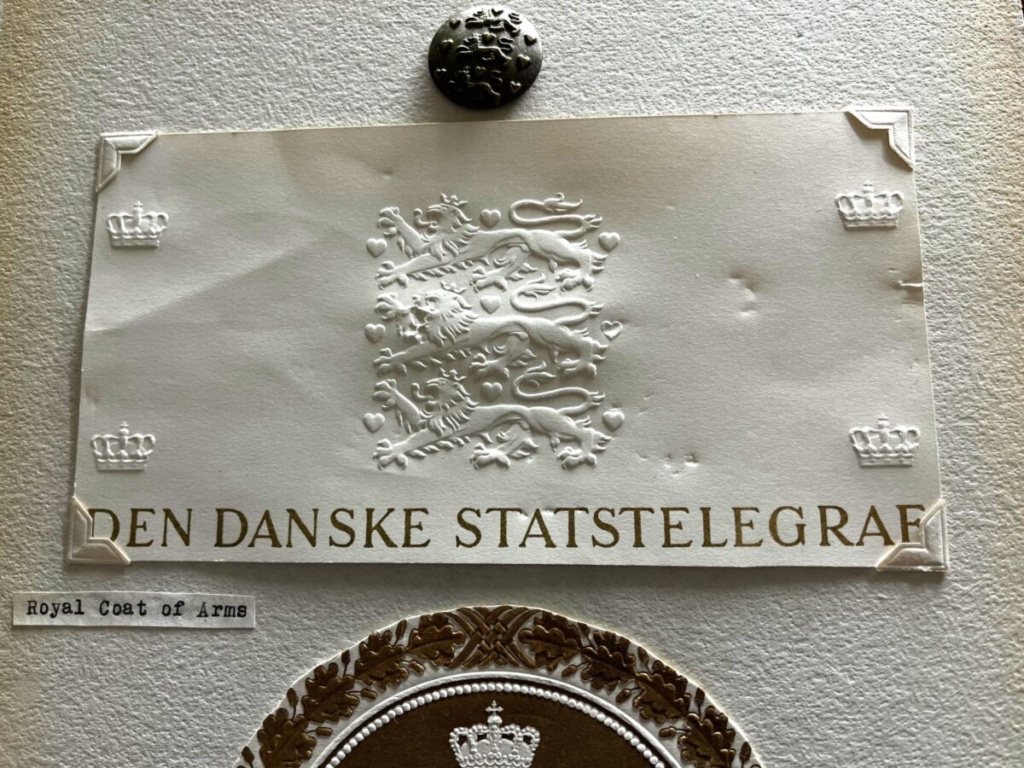 DEN DANSKE STATSTELEGRAF
Royal Coat of Arms